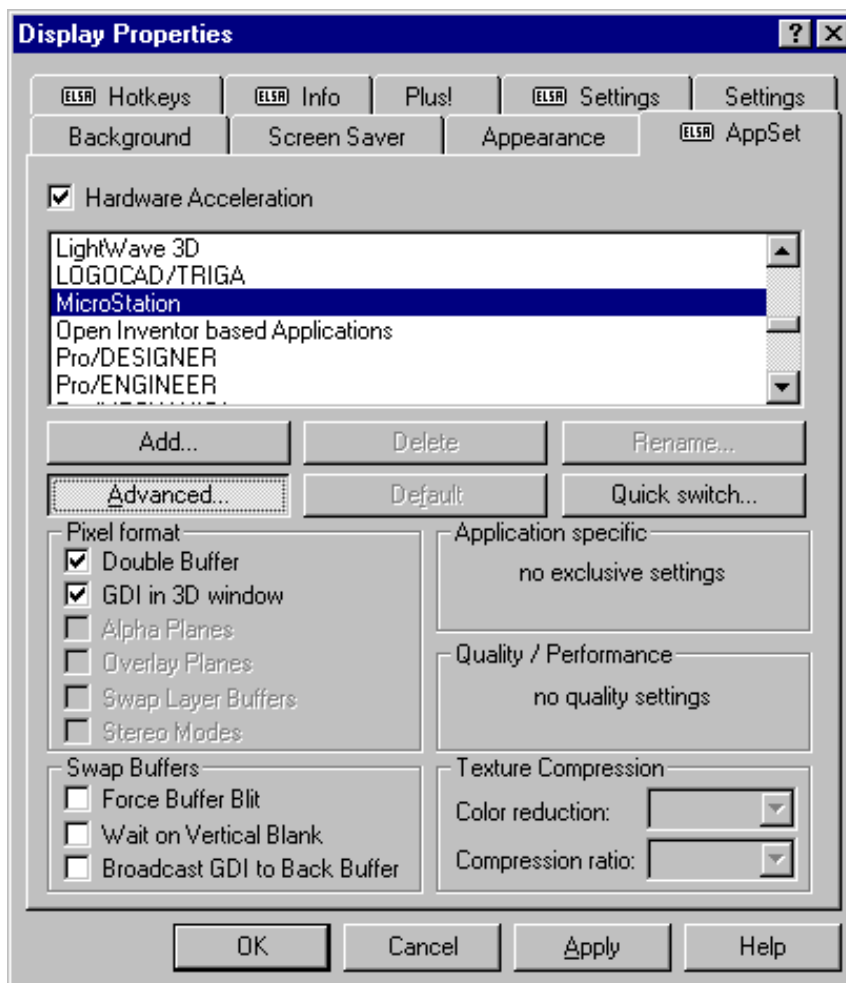 Display Properties ? X
ELSA Hotkeys ELSA Info Plus! ELSA Settings Settings
Background Screen Saver Appearance ELSA AppSet
Hardware Acceleration
LightWave 3D
LOGOCAD/TRIGA
MicroStation
Open Inventor based Applications
Pro/DESIGNER
Pro/ENGINEER
Add... Delete Rename...
Advanced... Default Quick switch...
Pixel format Application specific
Double Buffer no exclusive settings
GDI in 3D window
Alpha Planes
Overlay Planes Quality / Performance
Swap Layer Buffers no quality settings
Stereo Modes
Swap Buffers Texture Compression
Force Buffer Blit Color reduction:
Wait on Vertical Blank
Broadcast GDI to Back Buffer Compression ratio:
OK Cancel Apply Help